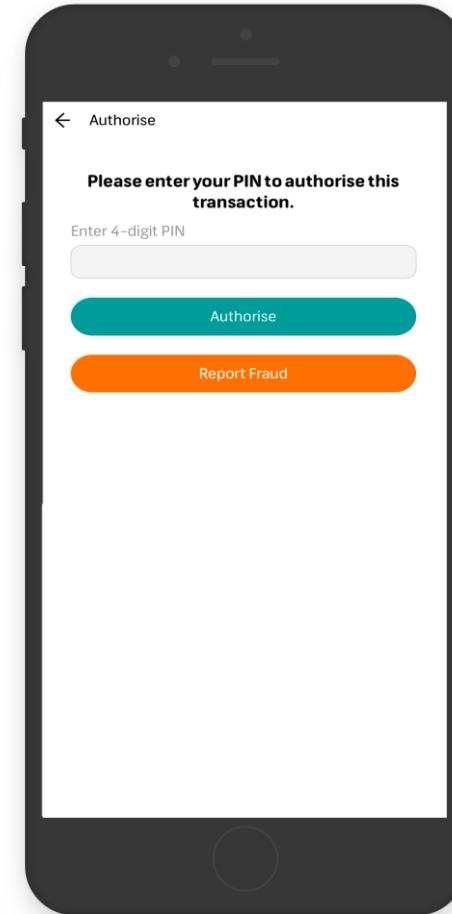 Authorise
Please enter your PIN to authorise this
transaction.
Enter 4-digit PIN
Authorise
Report Fraud